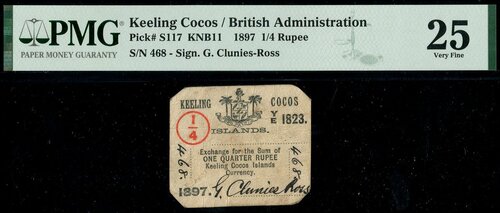 PMG
PAPER MONEY GUARANTY
Keeling Cocos / British Administration
Pick# S117 KNB11 1897 1/4 Rupee
S/N 468 - Sign. G. Clunies-Ross
25
Very Fine
KEELING COCOS
1/4
Y/E 1823.
ISLANDS.
Exchange for the Sum of
ONE QUARTER RUPEE
Keeling Cocos Islands
Currency.
468.
468.
1897. G. Clunies Ross